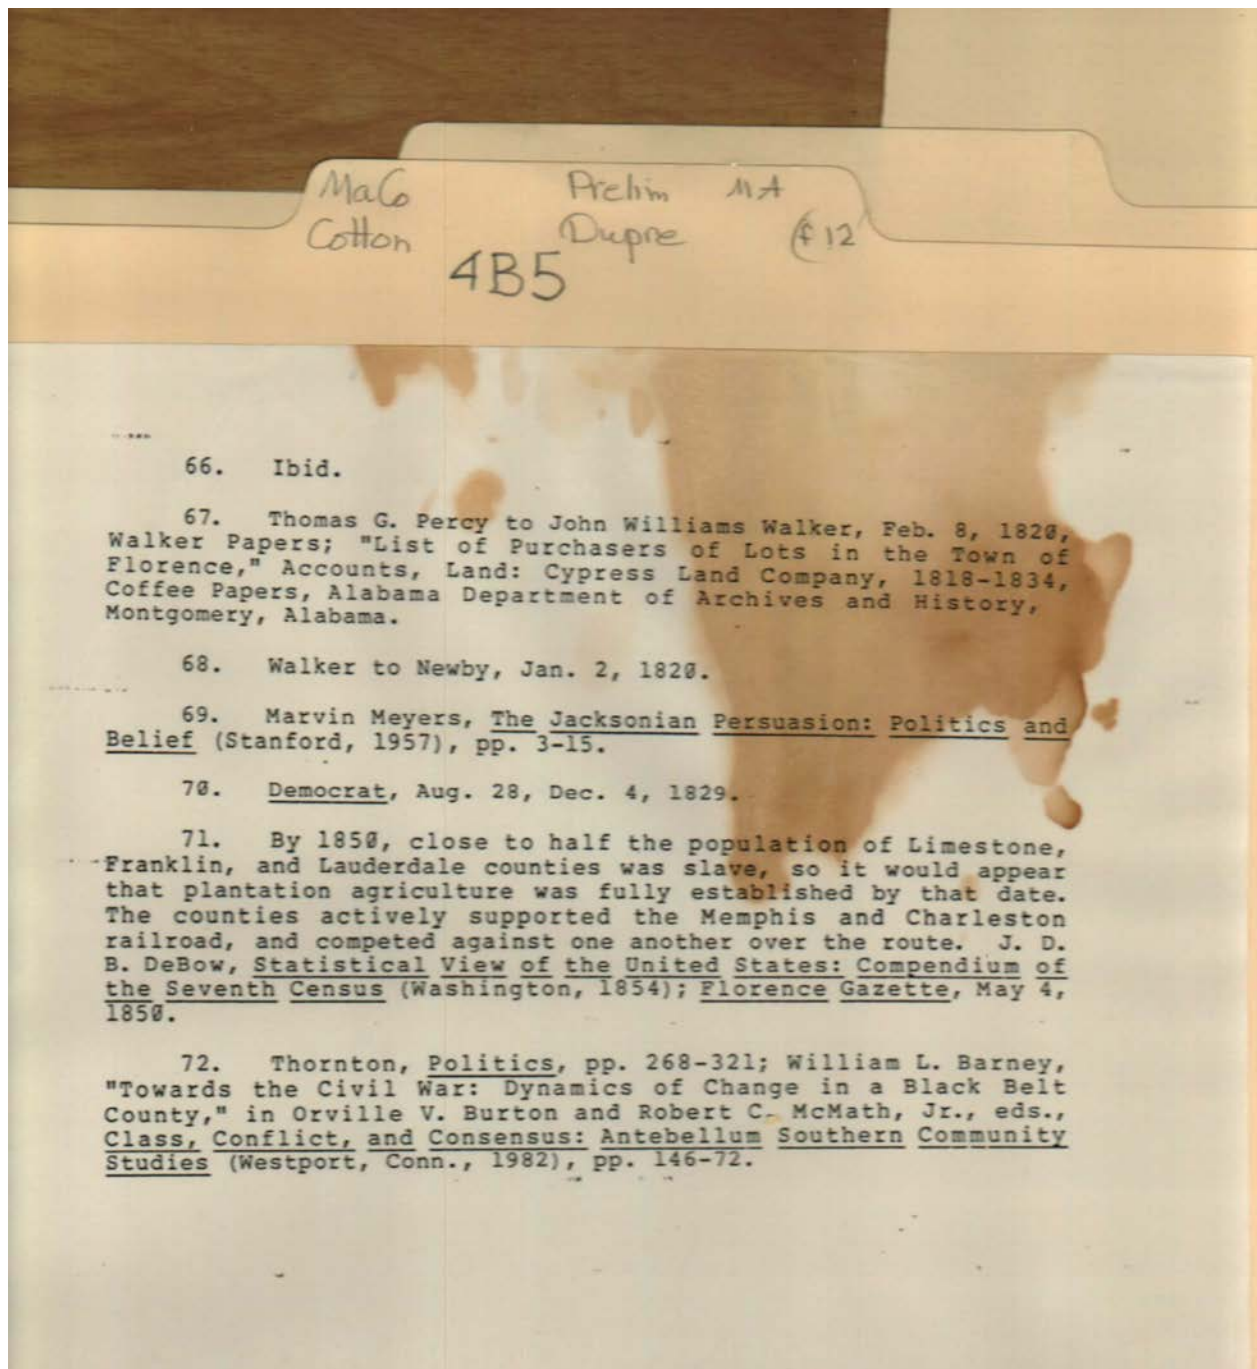 MaCo Prelim MA
Cotton Dupre (f 12
4B5
66. Ibid.
67. Thomas G. Percy to John Williams Walker, Feb. 8, 1820,
Walker Papers; "List of Purchasers of Lots in the Town of
Florence," Accounts, Land: Cypress Land Company, 1818-1834,
Coffee Papers, Alabama Department of Archives and History,
Montgomery, Alabama.
68. Walker to Newby, Jan. 2, 1820.
69. Marvin Meyers, The Jacksonian Persuasion: Politics and
Belief (Stanford, 1957), pp. 3-15.
70. Democrat, Aug. 28, Dec. 4, 1829.
71. By 1850, close to half the population of Limestone,
Franklin, and Lauderdale counties was slave, so it would appear
that plantation agriculture was fully established by that date.
The counties actively supported the Memphis and Charleston
railroad, and competed against one another over the route. J. D.
B. DeBow, Statistical View of the United States: Compendium of
the Seventh Census (Washington, 1854); Florence Gazette, May 4,
1850.
72. Thornton, Politics, pp. 268-321; William L. Barney,
"Towards the Civil War: Dynamics of Change in a Black Belt
County," in Orville V. Burton and Robert C. McMath, Jr., eds.,
Class, Conflict, and Consensus: Antebellum Southern Community
Studies (Westport, Conn., 1982), pp. 146-72.